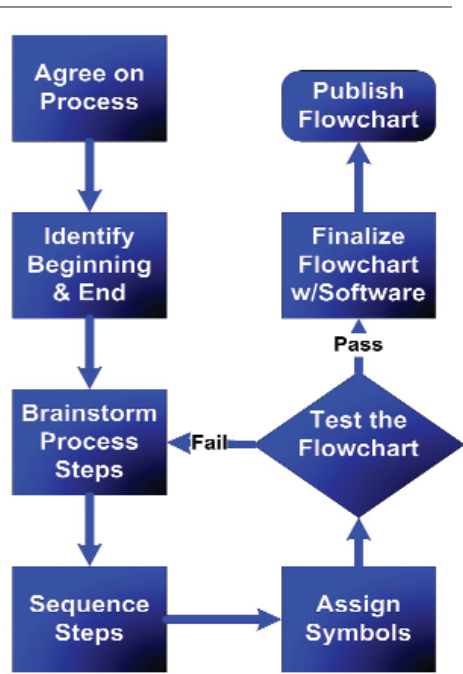 Agree on
Process
Identify
Beginning
& End
Brainstorm
Process
Steps
Sequence
Steps
Assign
Symbols
Test the
Flowchart
Fail
Pass
Finalize
Flowchart
w/Software
Publish
Flowchart